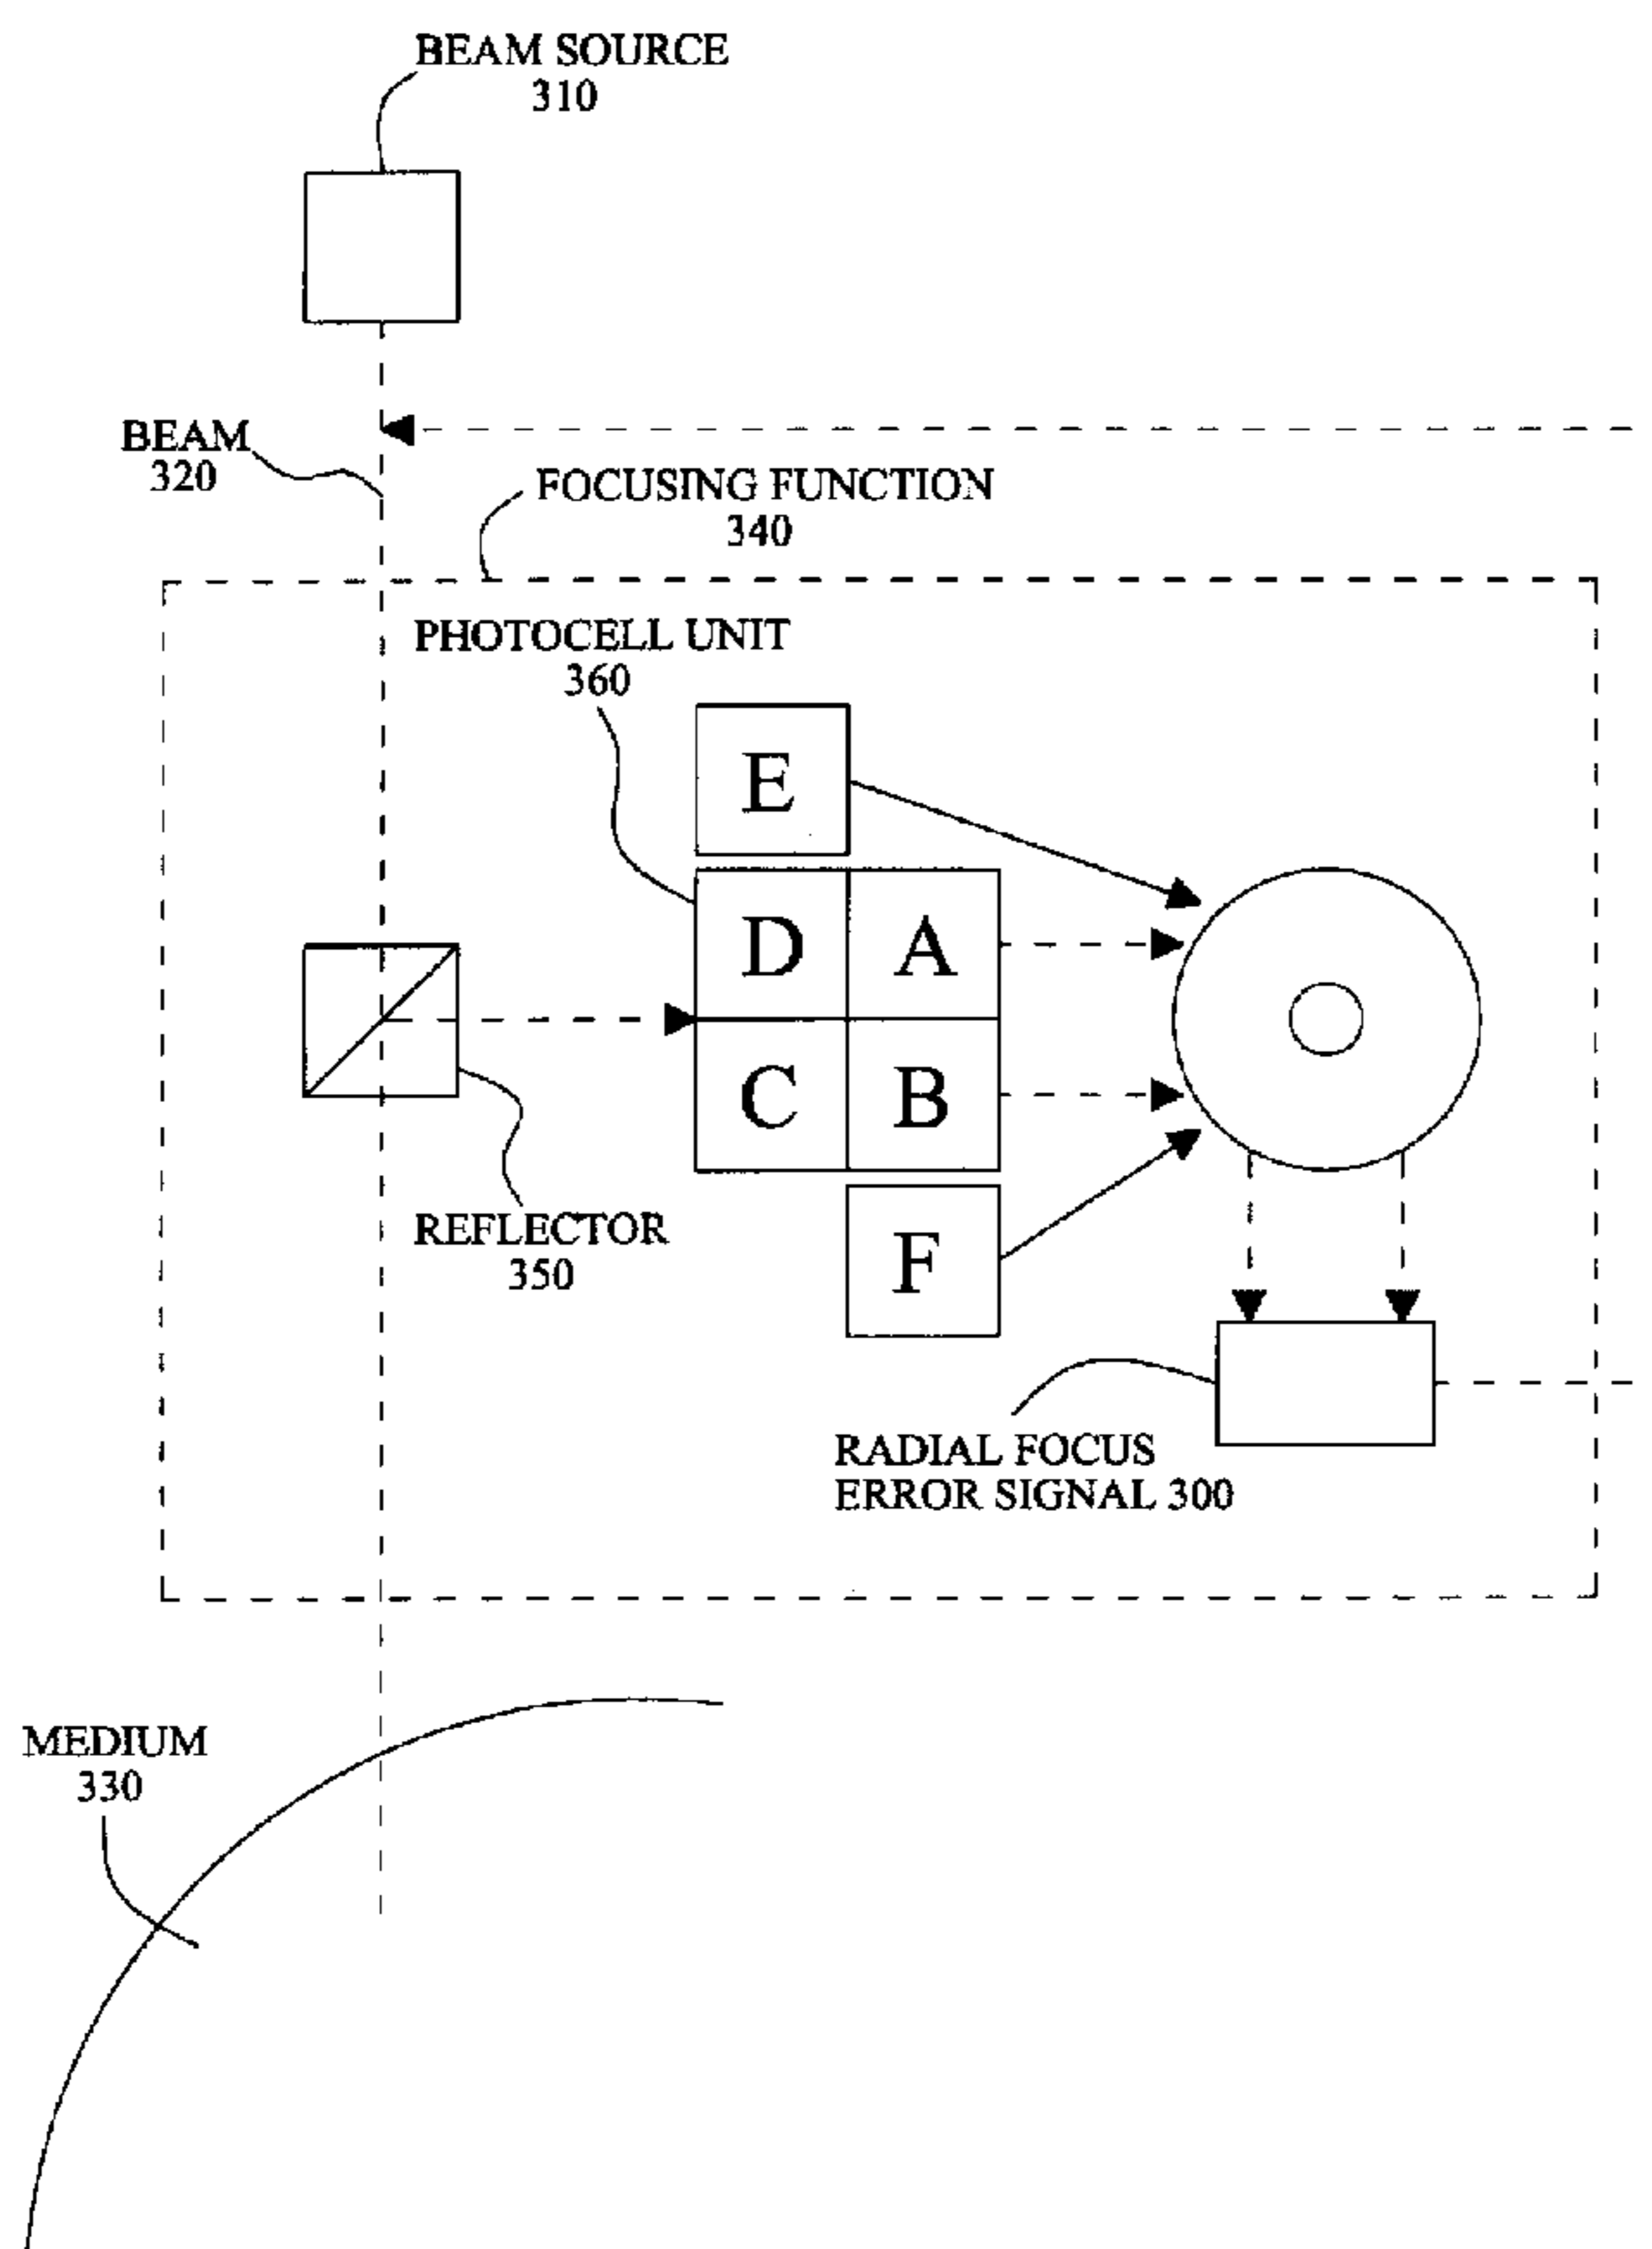 BEAM SOURCE
310
BEAM
320
FOCUSING FUNCTION
340
PHOTOCELL UNIT
360
E
D A
C B
F
REFLECTOR
350
RADIAL FOCUS
ERROR SIGNAL 300
MEDIUM
330